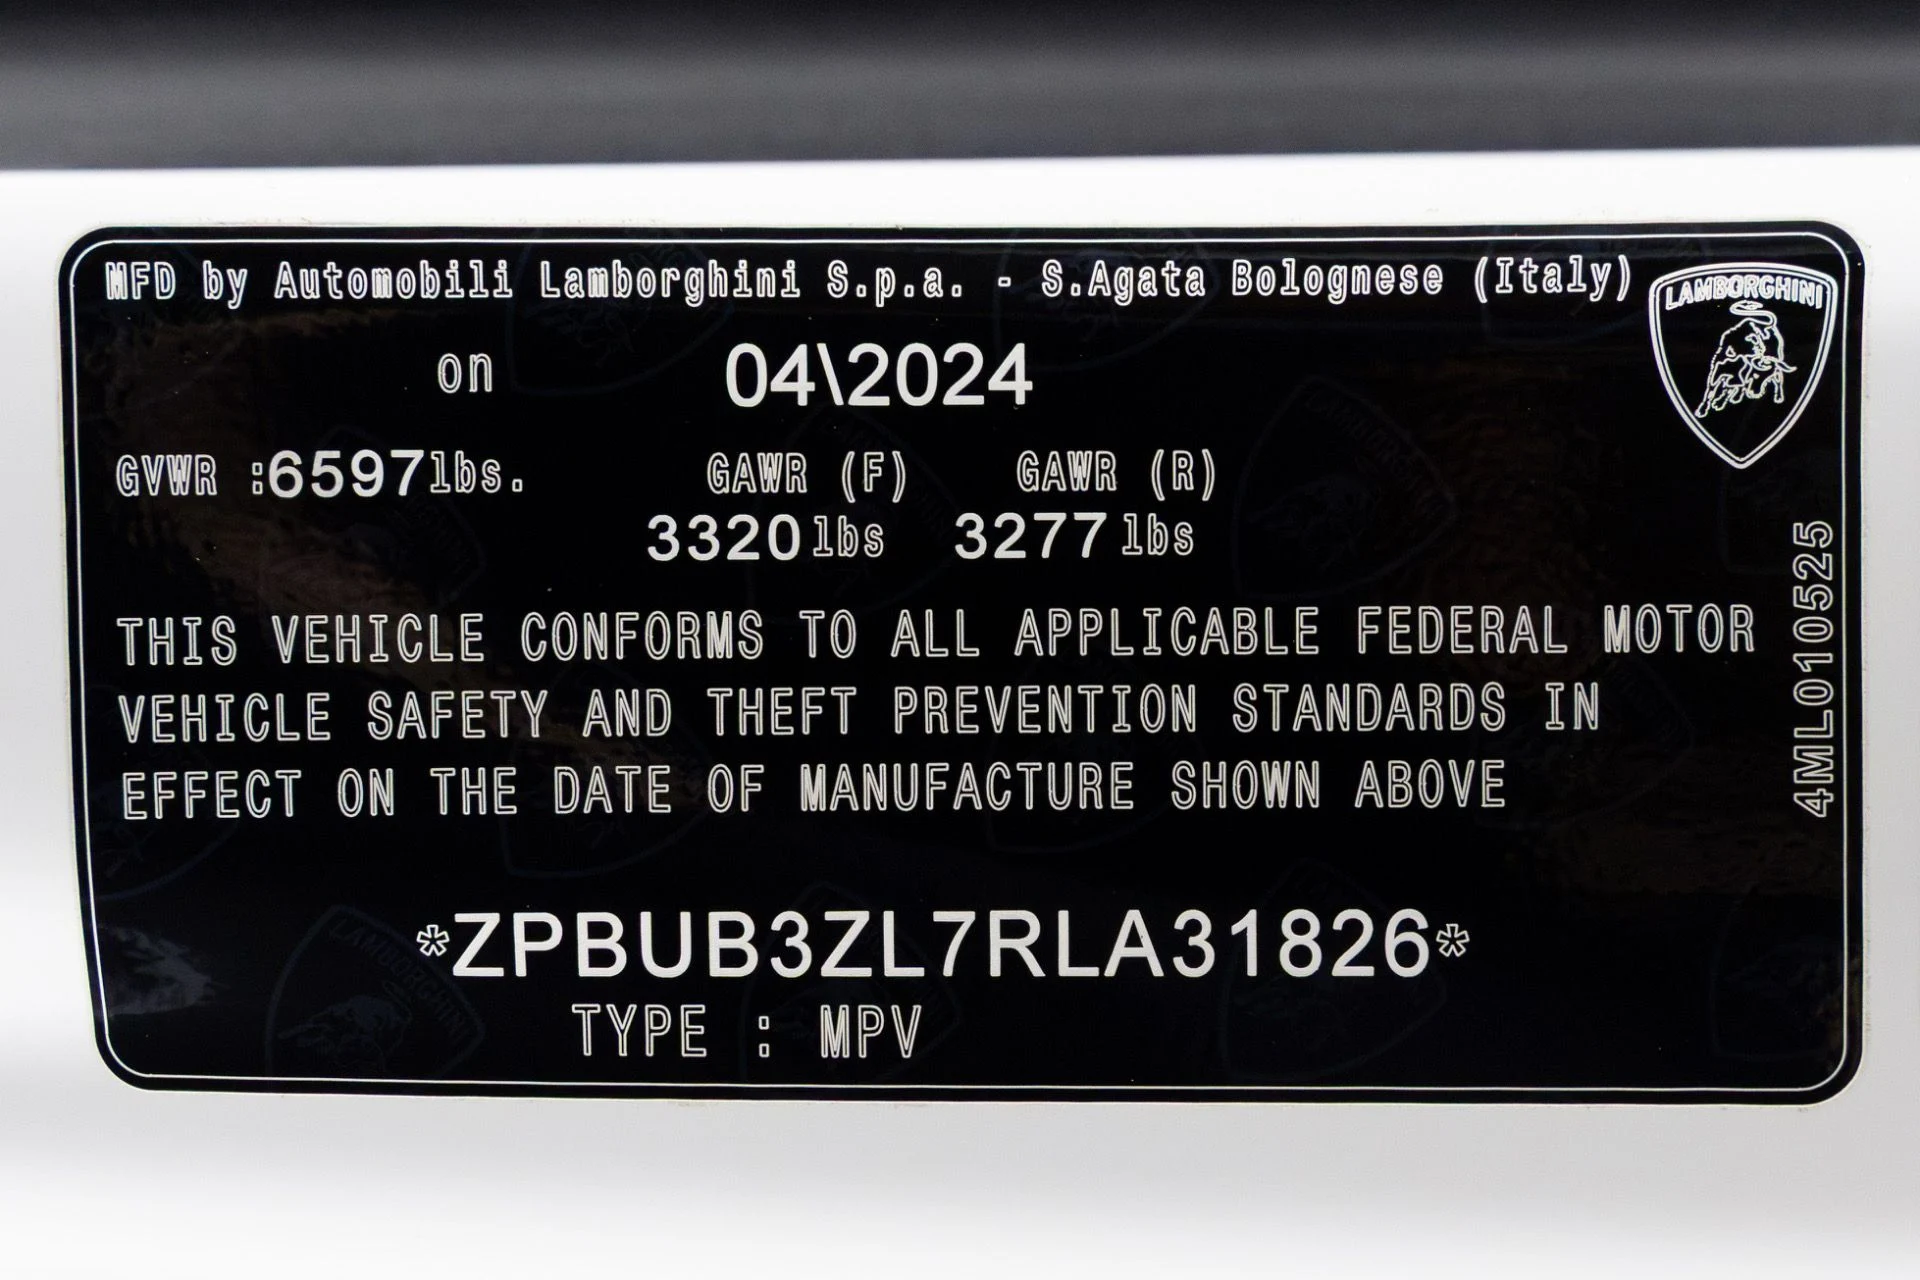 MFD by Automobili Lamborghini S.p.a. - S.Agata Bolognese (Italy)
LAMBORGHINI
on 04\2024
GVWR :6597lbs. GAWR (F) GAWR (R)
3320lbs 3277lbs
THIS VEHICLE CONFORMS TO ALL APPLICABLE FEDERAL MOTOR
VEHICLE SAFETY AND THEFT PREVENTION STANDARDS IN
EFFECT ON THE DATE OF MANUFACTURE SHOWN ABOVE
4ML010525
*ZPBUB3ZL7RLA31826*
TYPE : MPV